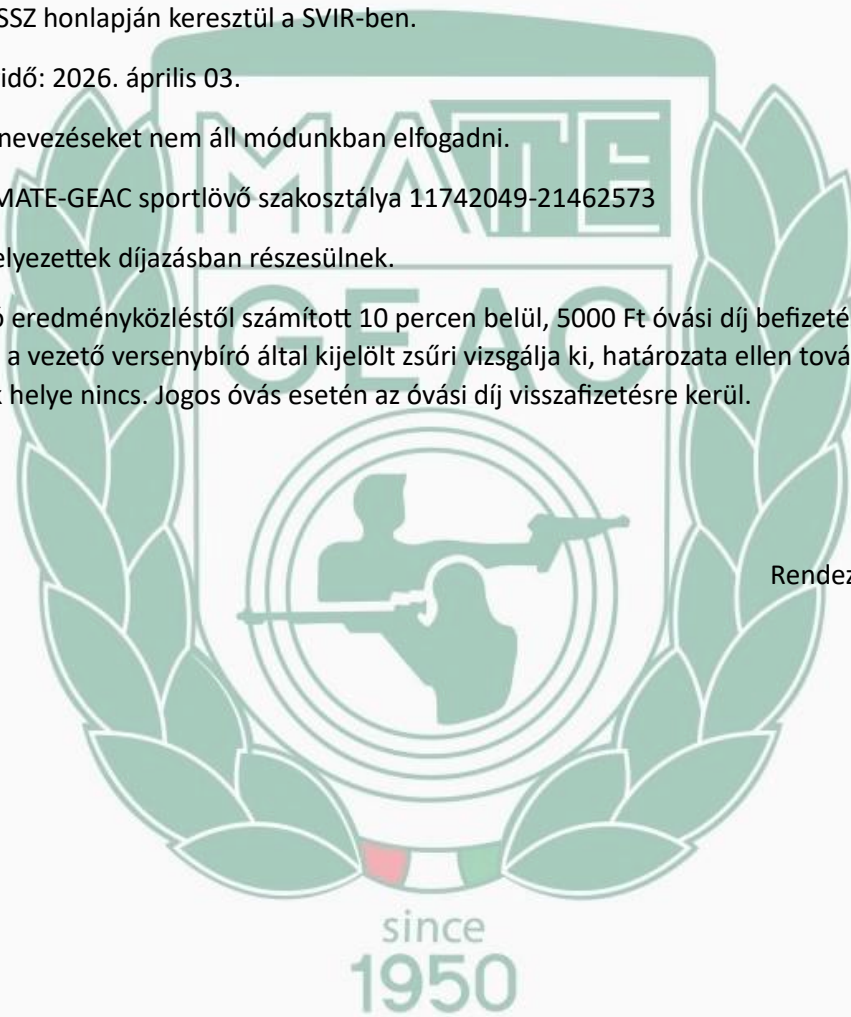 SSZ honlapján keresztül a SVIR-ben.
idő: 2026. április 03.
nevezéseket nem áll módunkban elfogadni.
MATE-GEAC sportlövő szakosztálya 11742049-21462573
elyezettek díjazásban részesülnek.
ó eredményközléstől számított 10 percen belül, 5000 Ft óvási díj befizeté
a vezető versenybíró által kijelölt zsűri vizsgálja ki, határozata ellen tová
helye nincs. Jogos óvás esetén az óvási díj visszafizetésre kerül.
Rendez
MATE
GEAC
since
1950